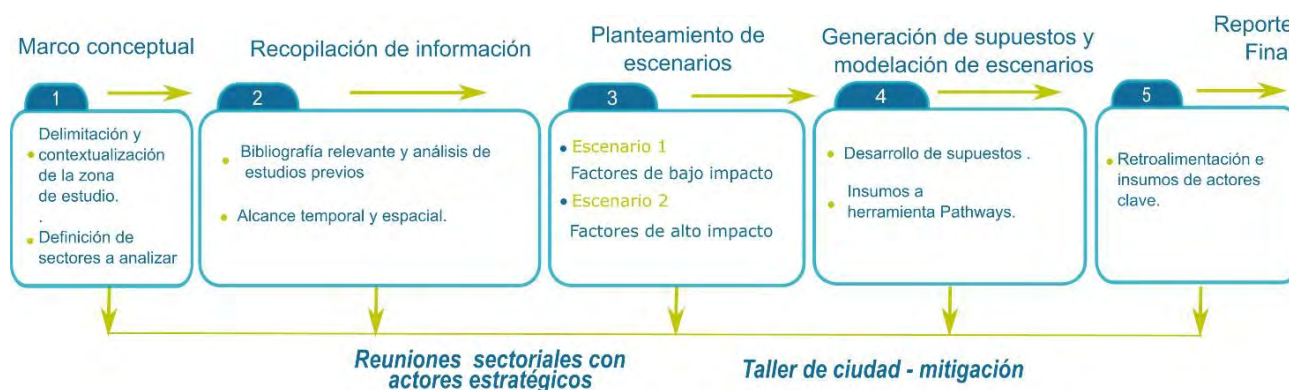 Marco conceptual
1
Delimitación y
contextualización
de la zona
de estudio.
.
Definición de
sectores a analizar
Recopilación de información
2
Bibliografía relevante y análisis de
estudios previos
Alcance temporal y espacial.
Planteamiento de
escenarios
3
Escenario 1
Factores de bajo impacto
Escenario 2
Factores de alto impacto
Generación de supuestos y
modelación de escenarios
4
Desarrollo de supuestos .
Insumos a
herramienta Pathways.
Reporte
Fina
5
Retroalimentación e
insumos de actores
clave.
Reuniones sectoriales con
actores estratégicos
Taller de ciudad - mitigación